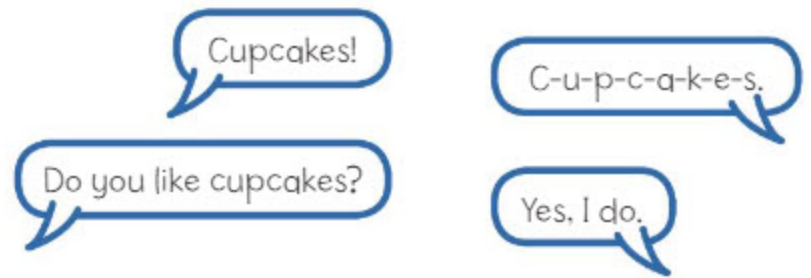 Cupcakes!
C-u-p-c-a-k-e-s.
Do you like cupcakes?
Yes, I do.